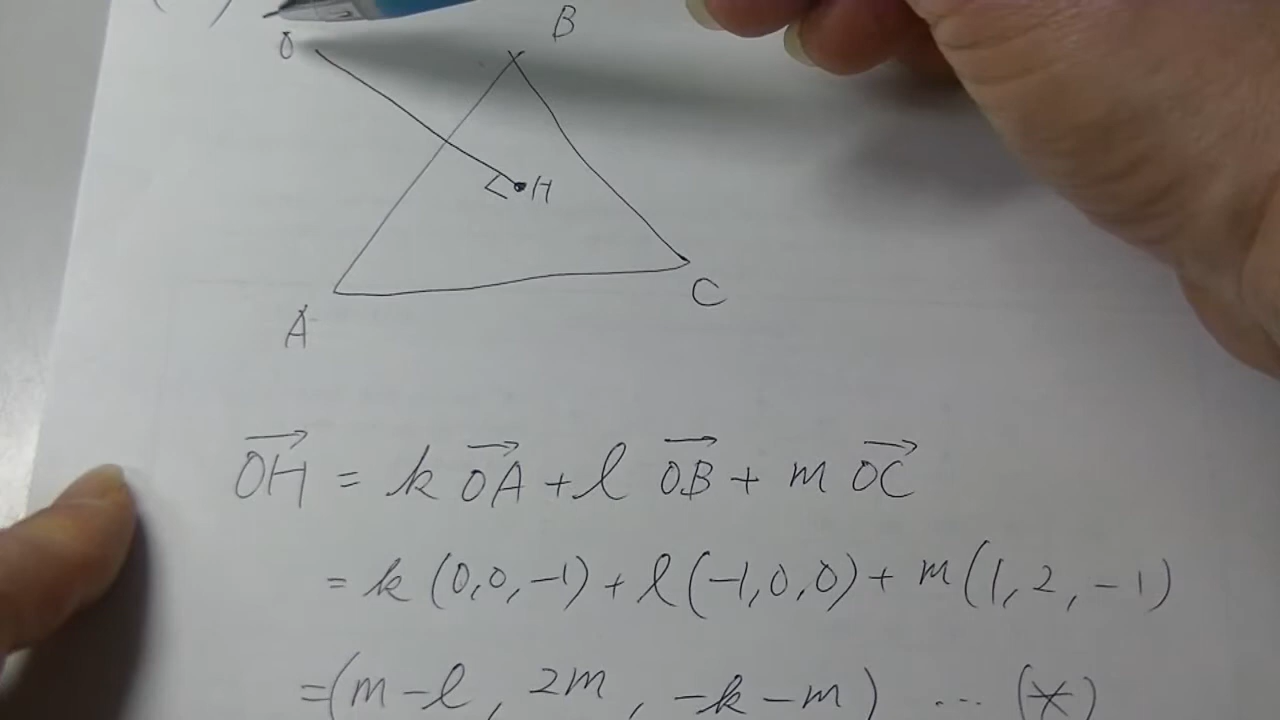 ( )
O
B
H
A
C
→OH = k →OA + l →OB + m →OC
= k (0,0,-1) + l (-1,0,0) + m (1, 2, -1)
= (m - l , 2m , -k - m) ... (*)